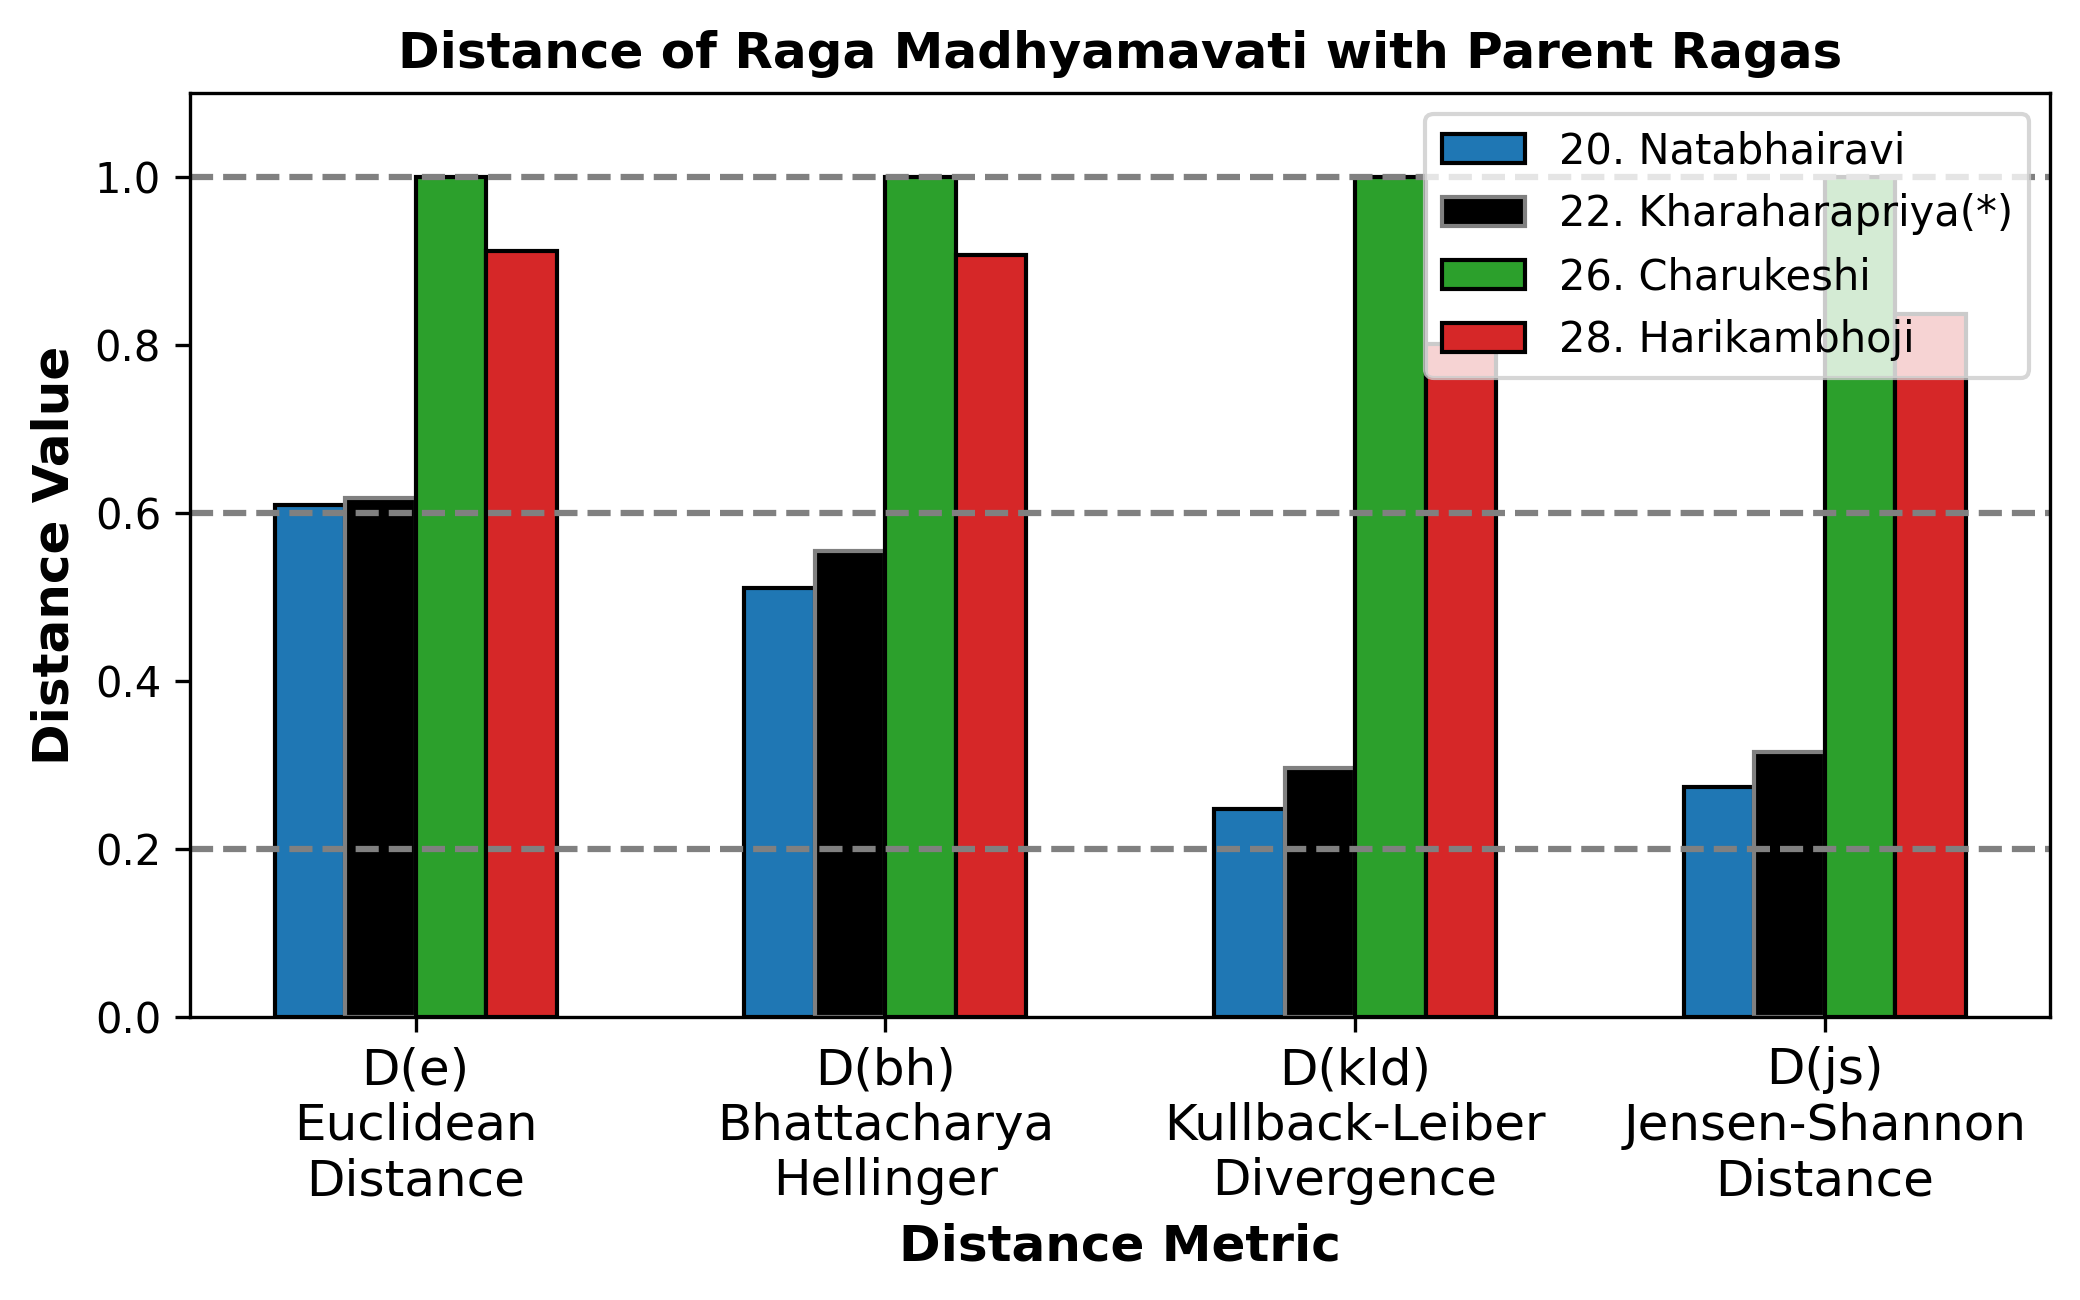 Distance of Raga Madhyamavati with Parent Ragas
20. Natabhairavi
22. Kharaharapriya(*)
26. Charukeshi
28. Harikambhoji
Distance Value
1.0
0.8
0.6
0.4
0.2
0.0
D(e)
Euclidean
Distance
D(bh)
Bhattacharya
Hellinger
D(kld)
Kullback-Leiber
Divergence
D(js)
Jensen-Shannon
Distance
Distance Metric